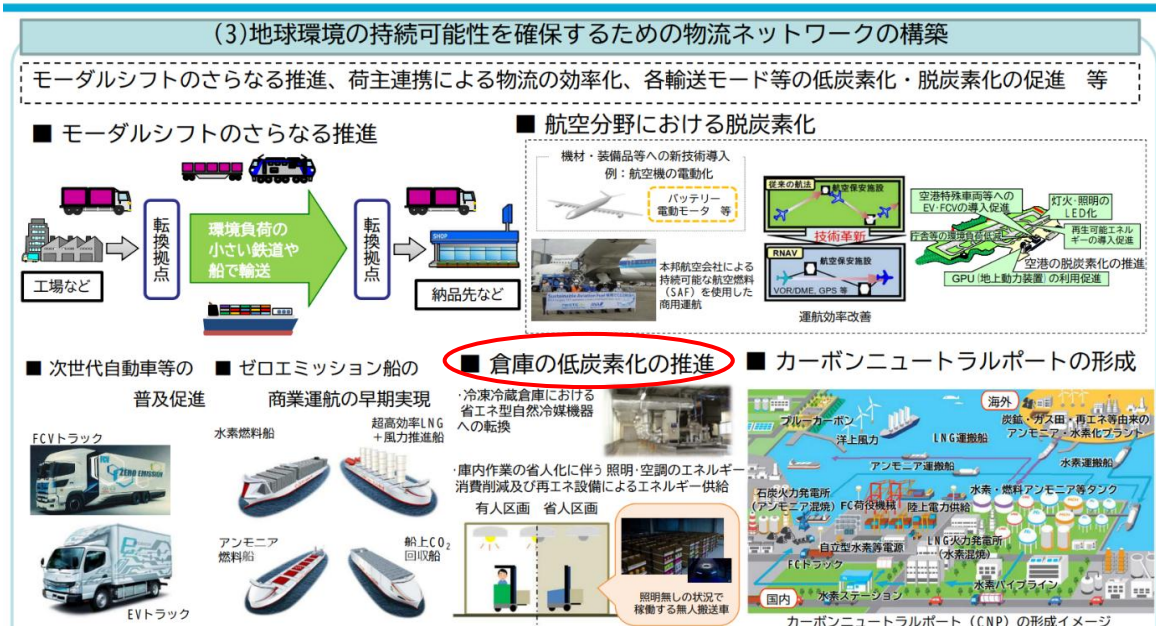 (3)地球環境の持続可能性を確保するための物流ネットワークの構築
モーダルシフトのさらなる推進、荷主連携による物流の効率化、各輸送モード等の低炭素化・脱炭素化の促進　等
■ モーダルシフトのさらなる推進
工場など
転換拠点
環境負荷の
小さい鉄道や
船で輸送
転換拠点
SHOP
納品先など
■ 航空分野における脱炭素化
機材・装備品等への新技術導入
例：航空機の電動化
バッテリー
電動モータ　等
本邦航空会社による
持続可能な航空燃料
（SAF）を使用した
商用運航
従来の航法
航空保安施設
技術革新
RNAV
航空保安施設
VOR/DME, GPS 等
運航効率改善
空港特殊車両等への
EV・FCVの導入促進
灯火・照明の
LED化
再生可能エネル
ギーの導入促進
庁舎等の環境負荷低減
空港の脱炭素化の推進
GPU（地上動力装置）の利用促進
■ 次世代自動車等の
普及促進
FCVトラック
ZERO EMISSION
EVトラック
■ ゼロエミッション船の
商業運航の早期実現
水素燃料船
超高効率LNG
＋風力推進船
アンモニア
燃料船
船上CO₂
回収船
■ 倉庫の低炭素化の推進
・冷凍冷蔵倉庫における
省エネ型自然冷媒機器
への転換
・庫内作業の省人化に伴う照明・空調のエネルギー
消費削減及び再エネ設備によるエネルギー供給
有人区画　省人区画
照明無しの状況で
稼働する無人搬送車
■ カーボンニュートラルポートの形成
ブルーカーボン
洋上風力
LNG運搬船
海外
炭鉱・ガス田・再エネ等由来の
アンモニア・水素化プラント
アンモニア運搬船
水素運搬船
石炭火力発電所
（アンモニア混焼）
FC荷役機械
陸上電力供給
水素・燃料アンモニア等タンク
自立型水素等電源
LNG火力発電所
（水素混焼）
FCトラック
水素パイプライン
国内
水素ステーション
カーボンニュートラルポート（CNP）の形成イメージ